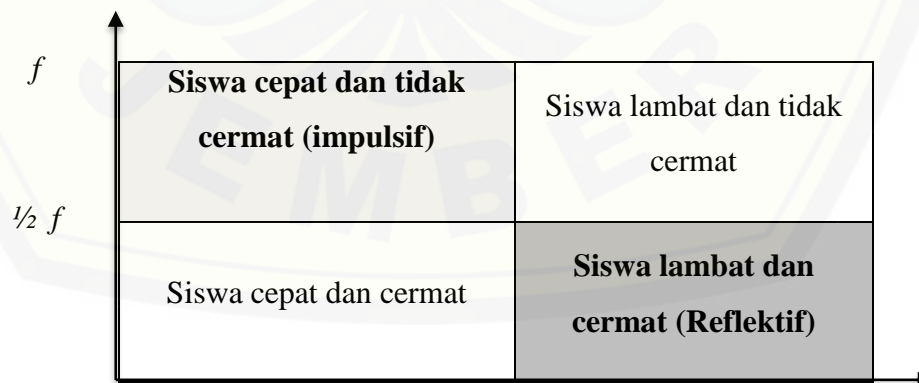 f
Siswa cepat dan tidak
cermat (impulsif)
Siswa lambat dan tidak
cermat
½ f
Siswa cepat dan cermat
Siswa lambat dan
cermat (Reflektif)
JEMBER